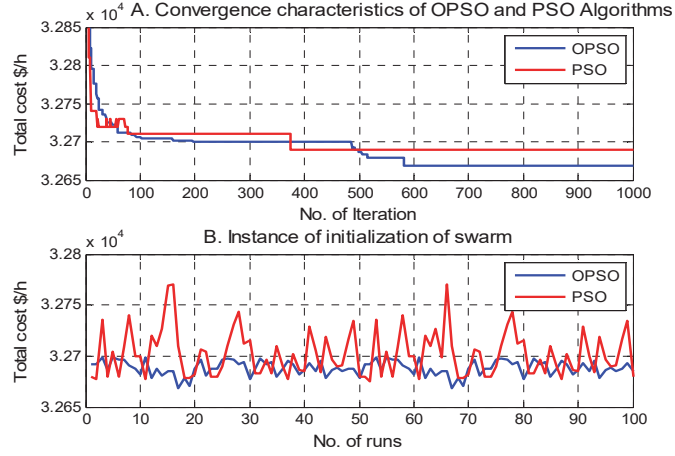 A. Convergence characteristics of OPSO and PSO Algorithms
x 10^4
3.285
3.28
3.275
3.27
3.265
Total cost $/h
OPSO
PSO
0 100 200 300 400 500 600 700 800 900 1000
No. of Iteration
B. Instance of initialization of swarm
x 10^4
3.28
3.275
3.27
3.265
Total cost $/h
OPSO
PSO
0 10 20 30 40 50 60 70 80 90 100
No. of runs